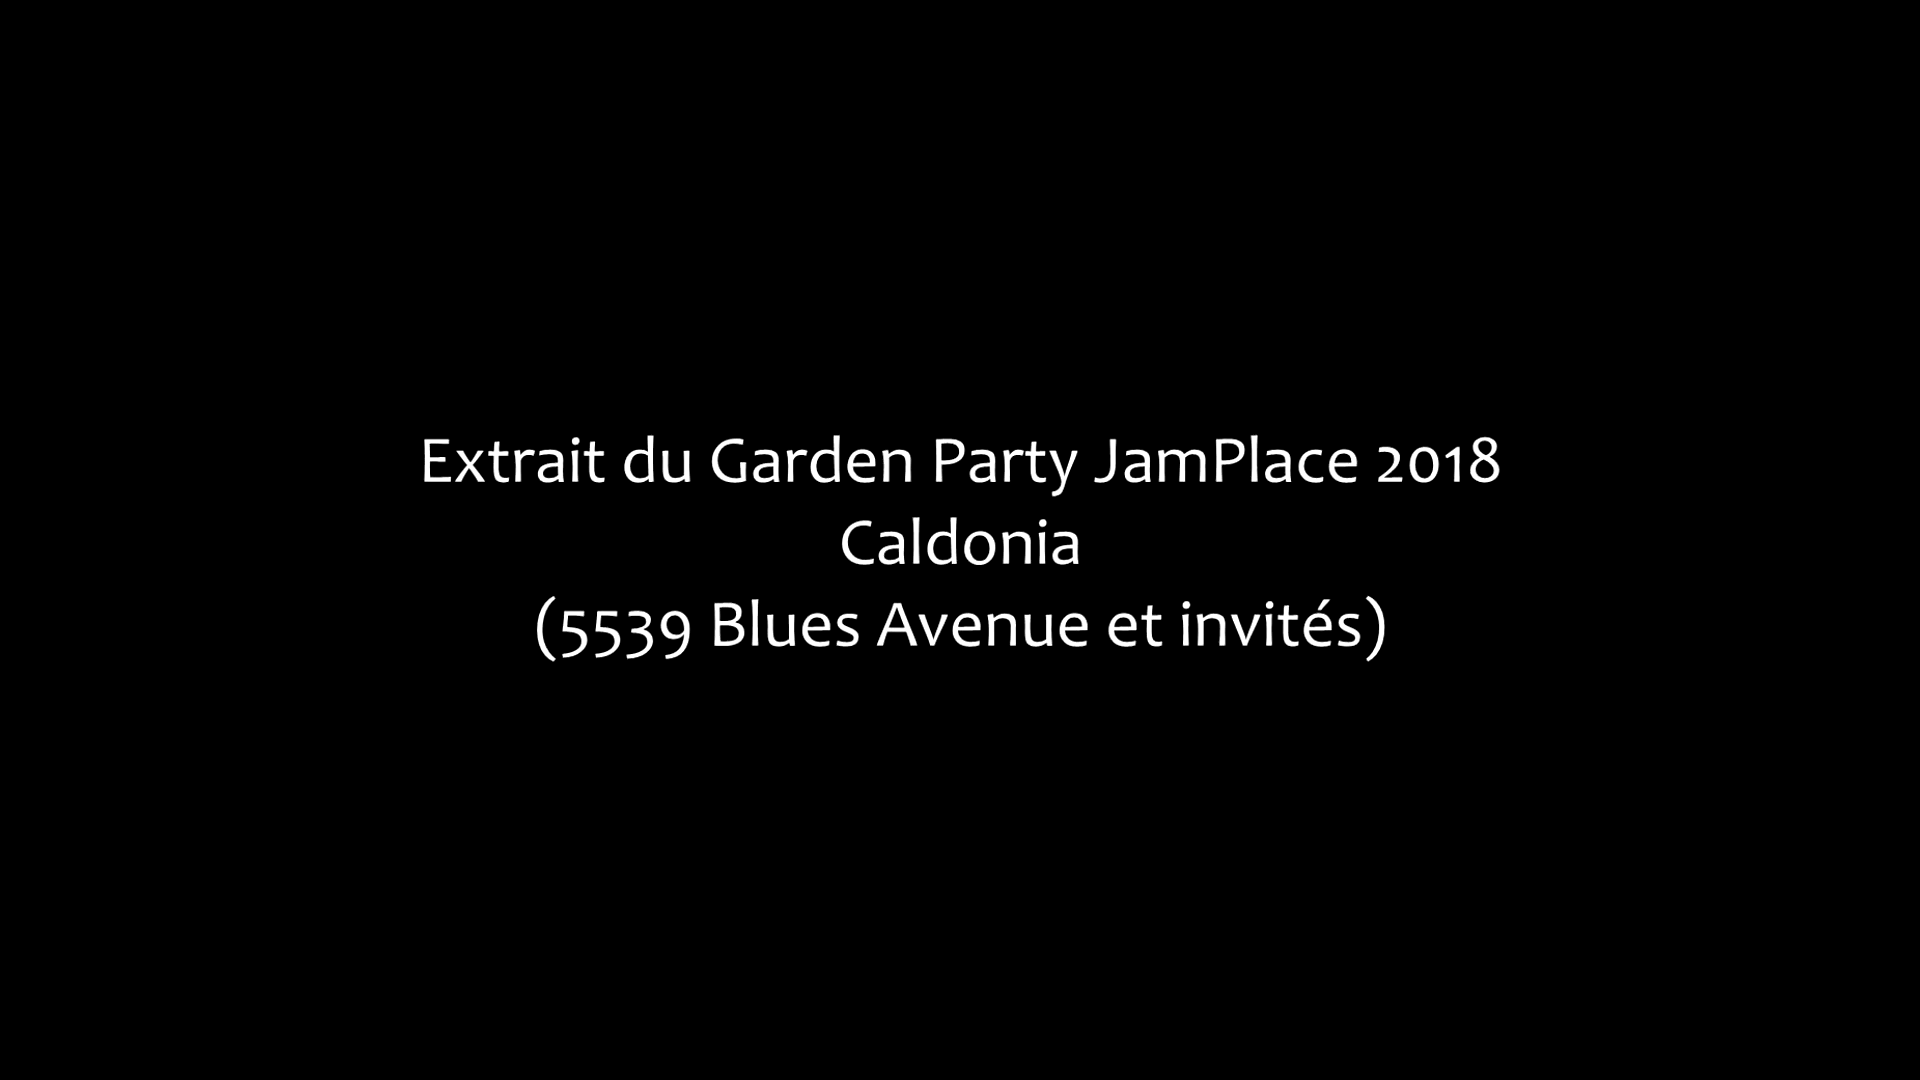 Extrait du Garden Party JamPlace 2018
Caldonia
(5539 Blues Avenue et invités)